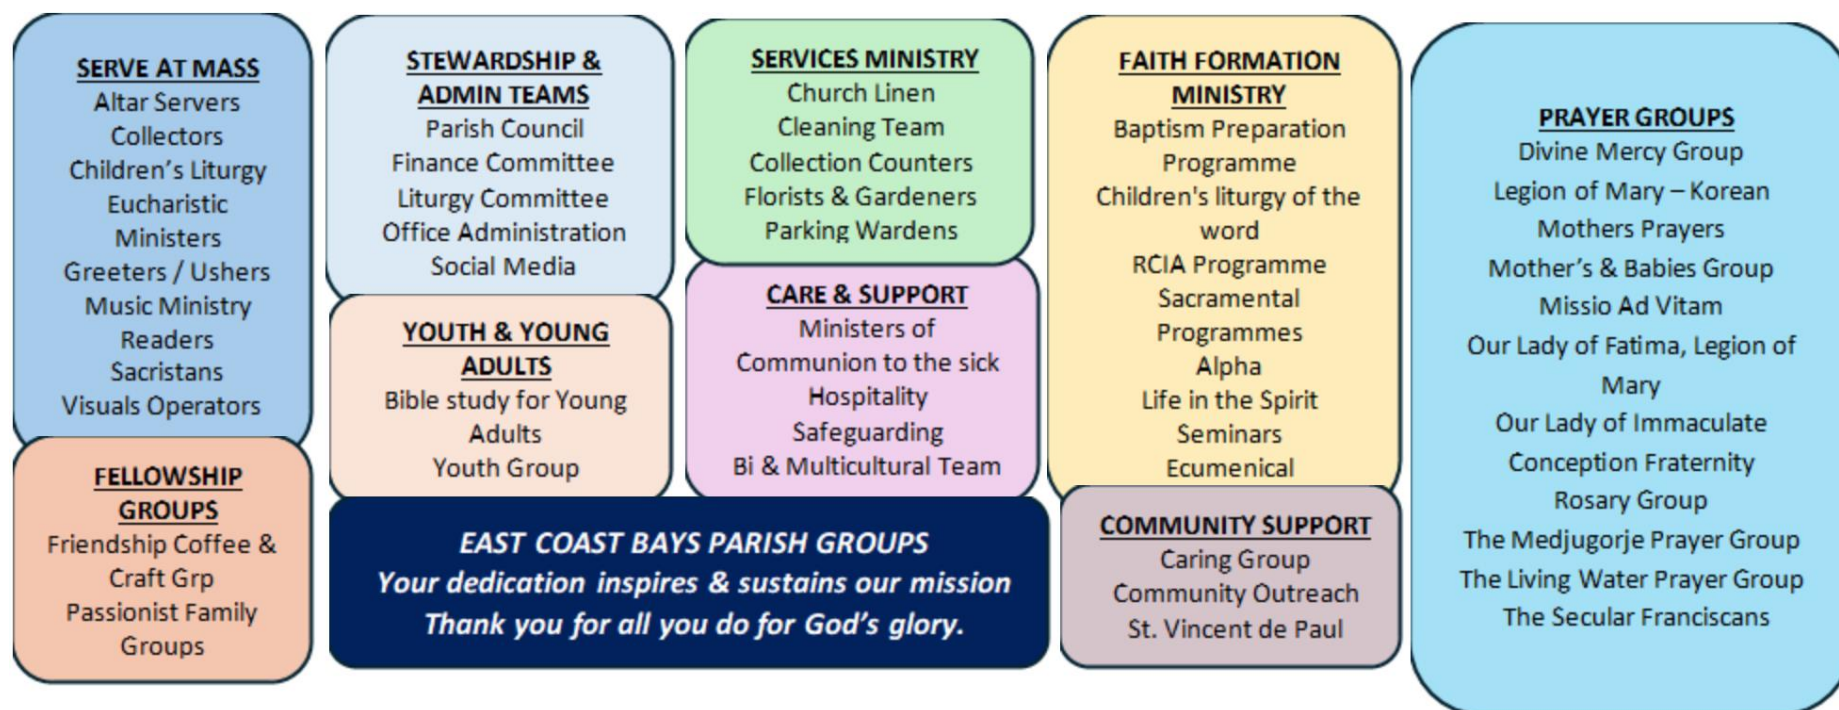 SERVE AT MASS
Altar Servers
Collectors
Children’s Liturgy
Eucharistic
Ministers
Greeters / Ushers
Music Ministry
Readers
Sacristans
Visuals Operators
FELLOWSHIP
GROUPS
Friendship Coffee &
Craft Grp
Passionist Family
Groups
STEWARDSHIP &
ADMIN TEAMS
Parish Council
Finance Committee
Liturgy Committee
Office Administration
Social Media
YOUTH & YOUNG
ADULTS
Bible study for Young
Adults
Youth Group
SERVICES MINISTRY
Church Linen
Cleaning Team
Collection Counters
Florists & Gardeners
Parking Wardens
CARE & SUPPORT
Ministers of
Communion to the sick
Hospitality
Safeguarding
Bi & Multicultural Team
EAST COAST BAYS PARISH GROUPS
Your dedication inspires & sustains our mission
Thank you for all you do for God’s glory.
FAITH FORMATION
MINISTRY
Baptism Preparation
Programme
Children's liturgy of the
word
RCIA Programme
Sacramental
Programmes
Alpha
Life in the Spirit
Seminars
Ecumenical
COMMUNITY SUPPORT
Caring Group
Community Outreach
St. Vincent de Paul
PRAYER GROUPS
Divine Mercy Group
Legion of Mary – Korean
Mothers Prayers
Mother’s & Babies Group
Missio Ad Vitam
Our Lady of Fatima, Legion of
Mary
Our Lady of Immaculate
Conception Fraternity
Rosary Group
The Medjugorje Prayer Group
The Living Water Prayer Group
The Secular Franciscans